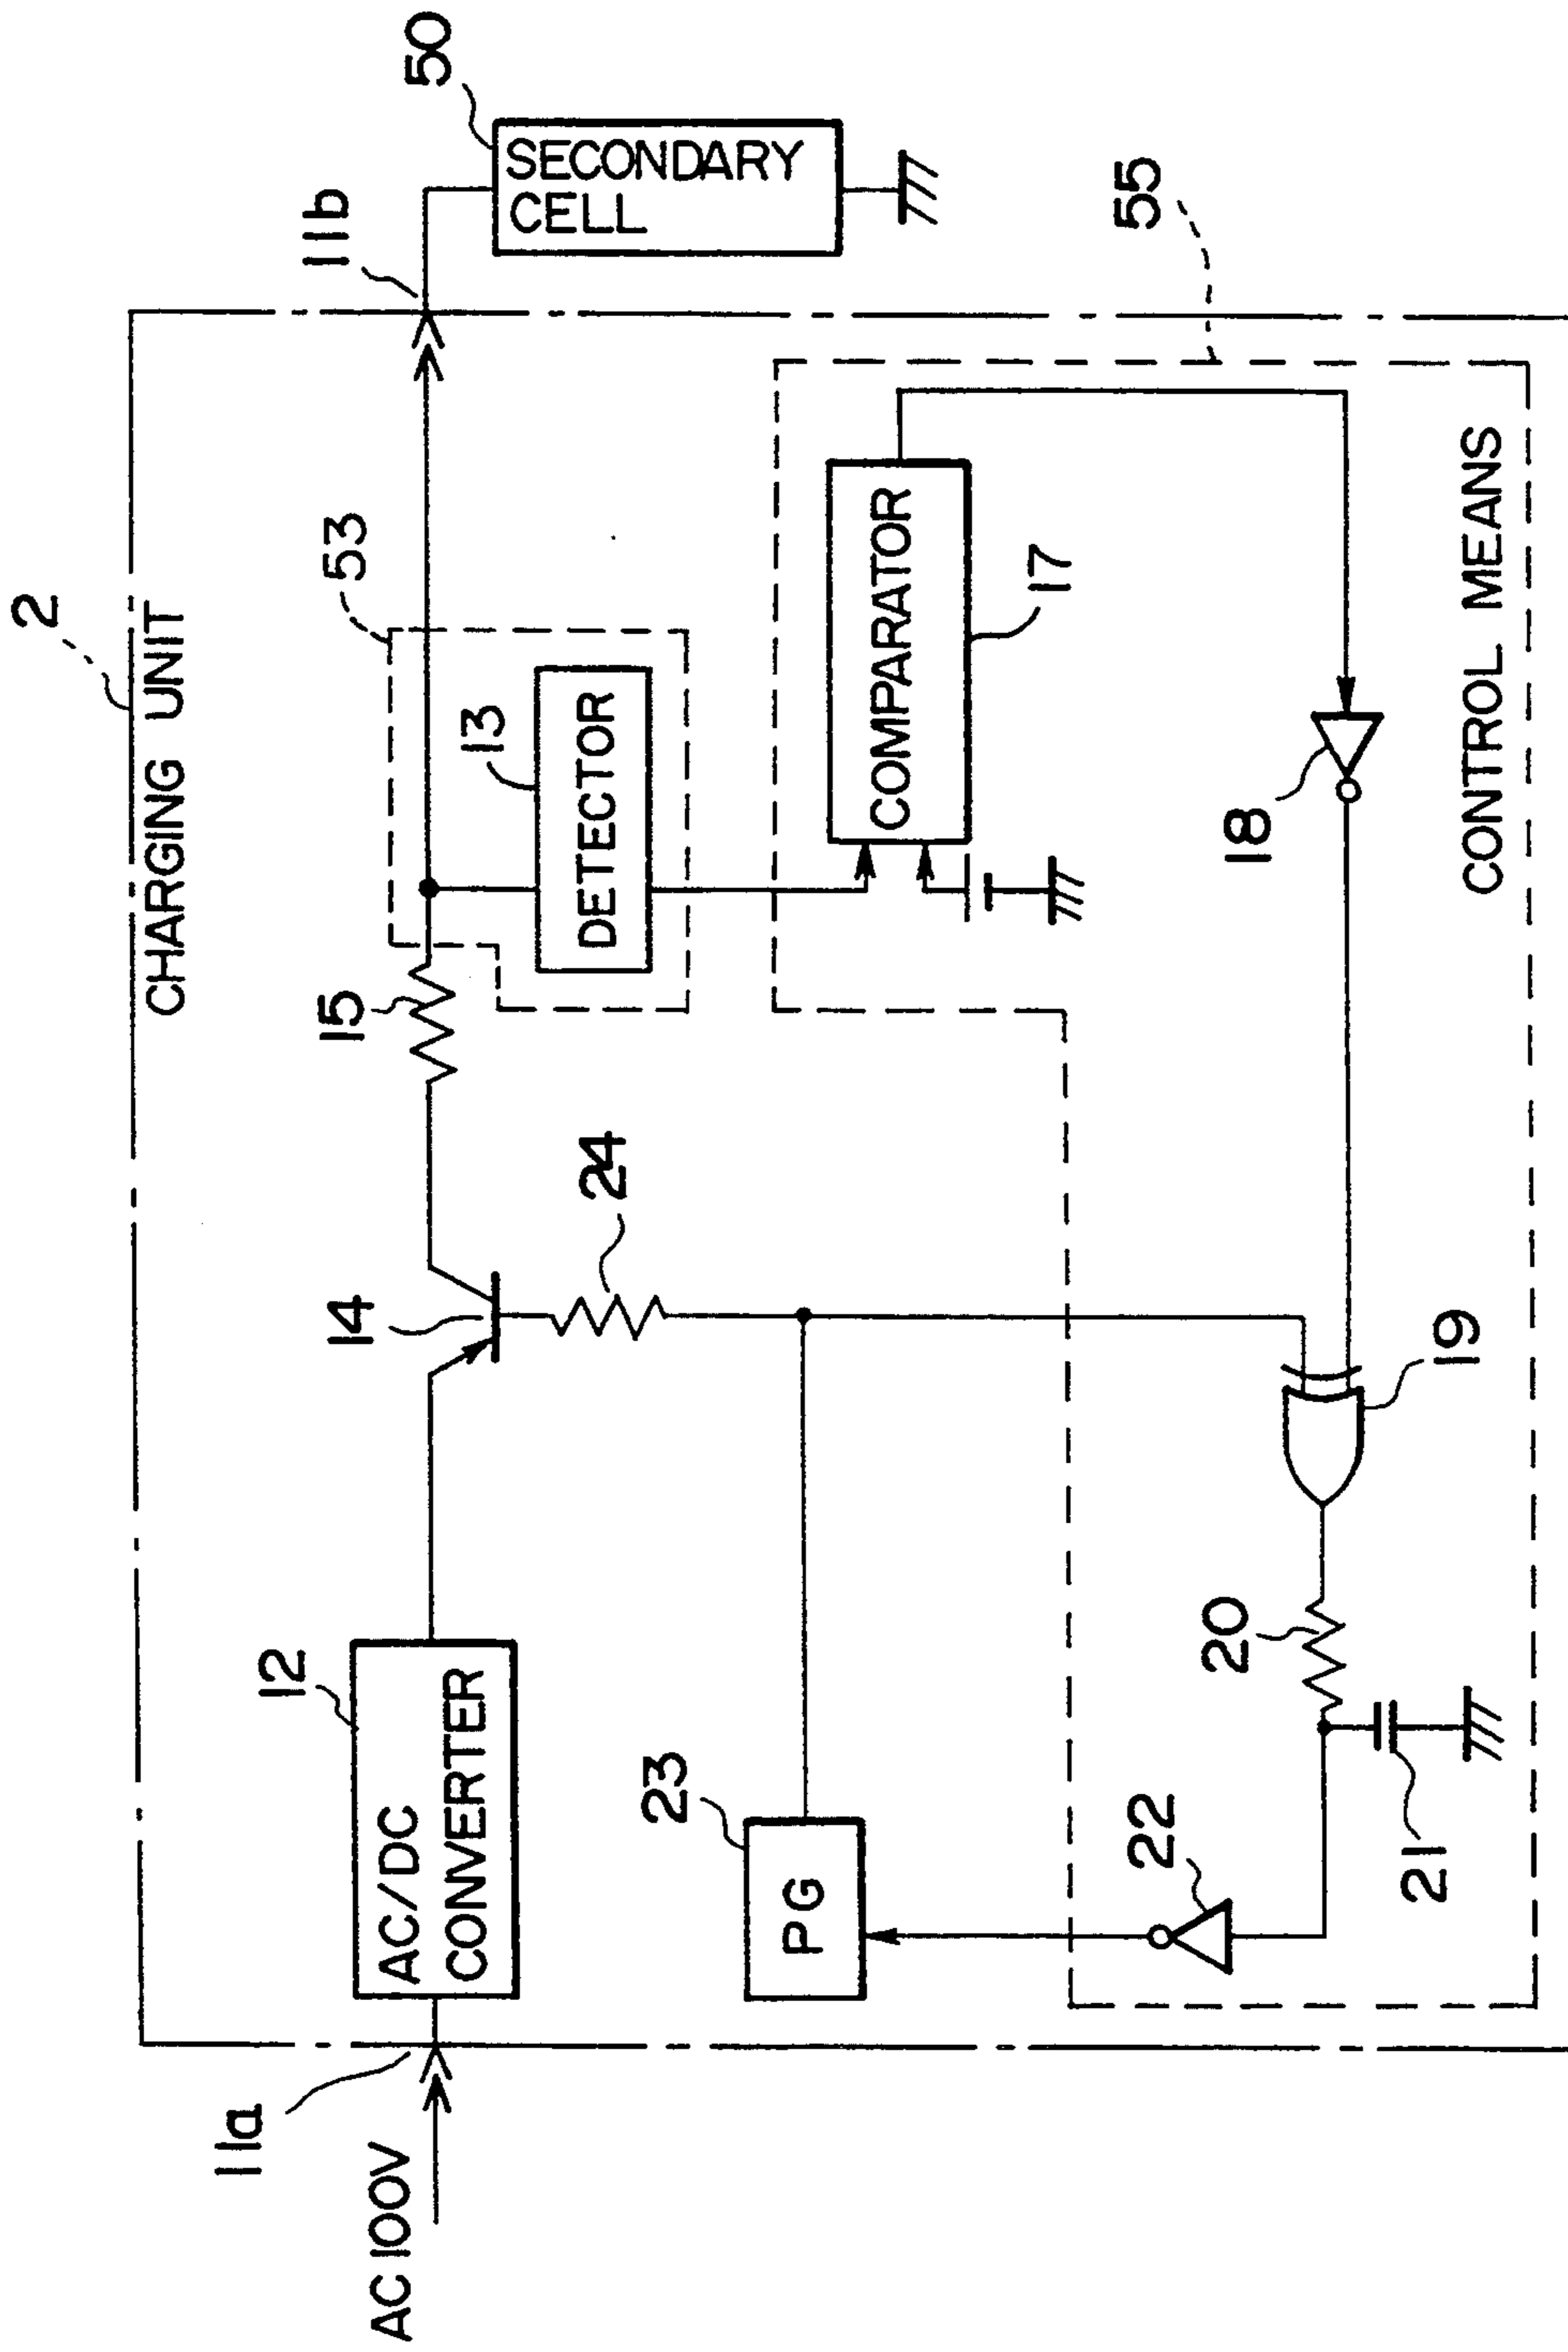 2
CHARGING UNIT
AC 100V
11a
12
AC/DC
CONVERTER
14
15
53
13
DETECTOR
11b
50
SECONDARY
CELL
24
23
PG
55
COMPARATOR
17
18
19
20
21
22
CONTROL MEANS